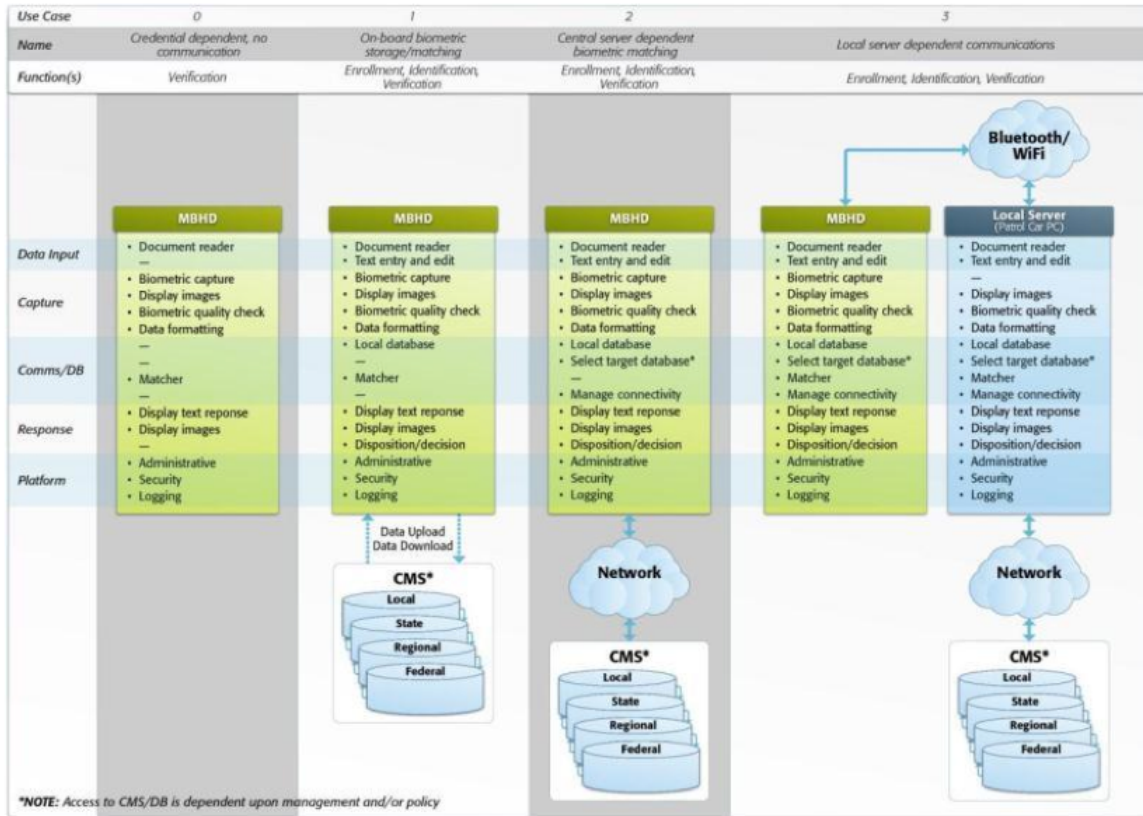 Use Case 0 1 2 3
Name Credential dependent, no communication On-board biometric storage/matching Central server dependent biometric matching Local server dependent communications
Function(s) Verification Enrollment, Identification, Verification Enrollment, Identification, Verification Enrollment, Identification, Verification
Bluetooth/
WiFi
Data Input
Capture
Comms/DB
Response
Platform
MBHD
• Document reader
—
• Biometric capture
• Display images
• Biometric quality check
• Data formatting
—
—
• Matcher
—
• Display text reponse
• Display images
—
• Administrative
• Security
• Logging
MBHD
• Document reader
• Text entry and edit
• Biometric capture
• Display images
• Biometric quality check
• Data formatting
• Local database
—
• Matcher
—
• Display text reponse
• Display images
• Disposition/decision
• Administrative
• Security
• Logging
Data Upload
Data Download
CMS*
Local
State
Regional
Federal
MBHD
• Document reader
• Text entry and edit
• Biometric capture
• Display images
• Biometric quality check
• Data formatting
• Local database
• Select target database*
—
• Manage connectivity
• Display text reponse
• Display images
• Disposition/decision
• Administrative
• Security
• Logging
Network
CMS*
Local
State
Regional
Federal
MBHD
• Document reader
• Text entry and edit
• Biometric capture
• Display images
• Biometric quality check
• Data formatting
• Local database
• Select target database*
• Matcher
• Manage connectivity
• Display text reponse
• Display images
• Disposition/decision
• Administrative
• Security
• Logging
Local Server
(Patrol Car PC)
• Document reader
• Text entry and edit
—
• Display images
• Biometric quality check
• Data formatting
• Local database
• Select target database*
• Matcher
• Manage connectivity
• Display text reponse
• Display images
• Disposition/decision
• Administrative
• Security
• Logging
Network
CMS*
Local
State
Regional
Federal
*NOTE: Access to CMS/DB is dependent upon management and/or policy